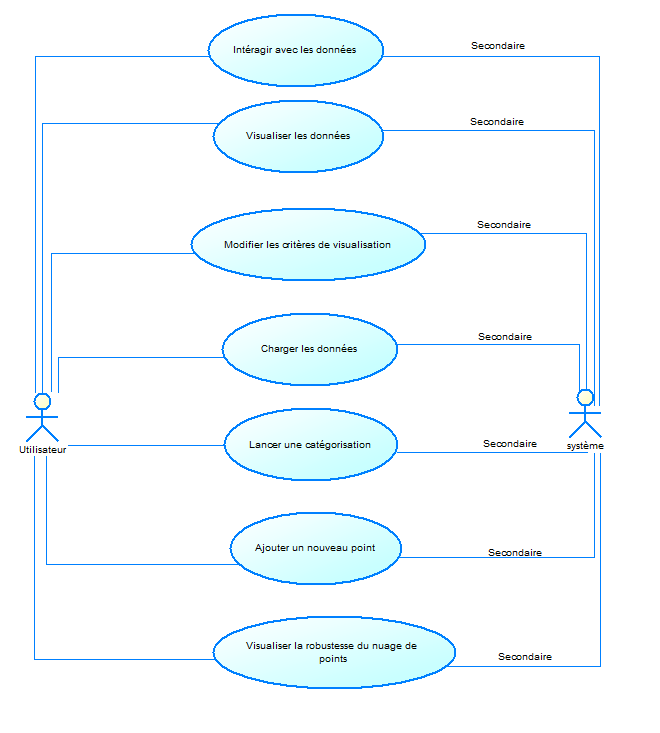 Intéragir avec les données
Secondaire
Visualiser les données
Secondaire
Modifier les critères de visualisation
Secondaire
Charger les données
Secondaire
Utilisateur
Lancer une catégorisation
Secondaire
système
Ajouter un nouveau point
Secondaire
Visualiser la robustesse du nuage de
points
Secondaire